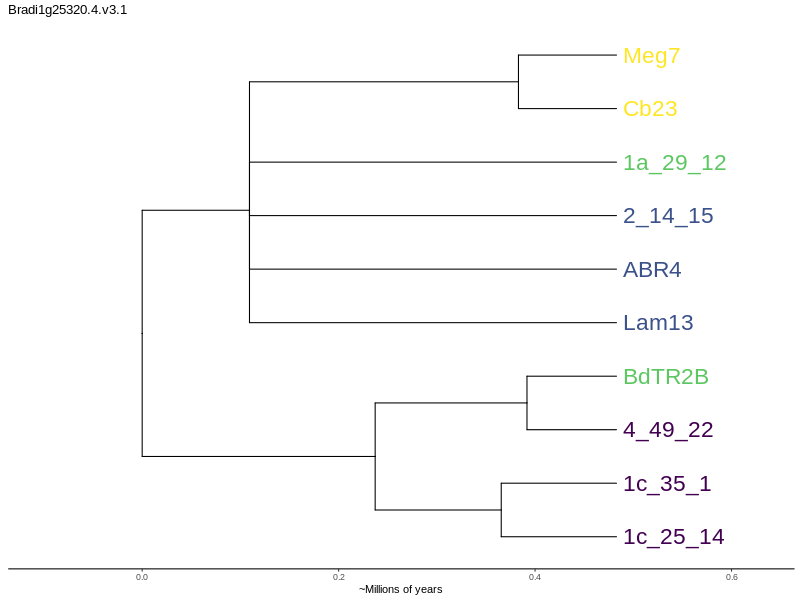 Bradi1g25320.4.v3.1
Meg7
Cb23
1a_29_12
2_14_15
ABR4
Lam13
BdTR2B
4_49_22
1c_35_1
1c_25_14
0.0 0.2 0.4 0.6
~Millions of years